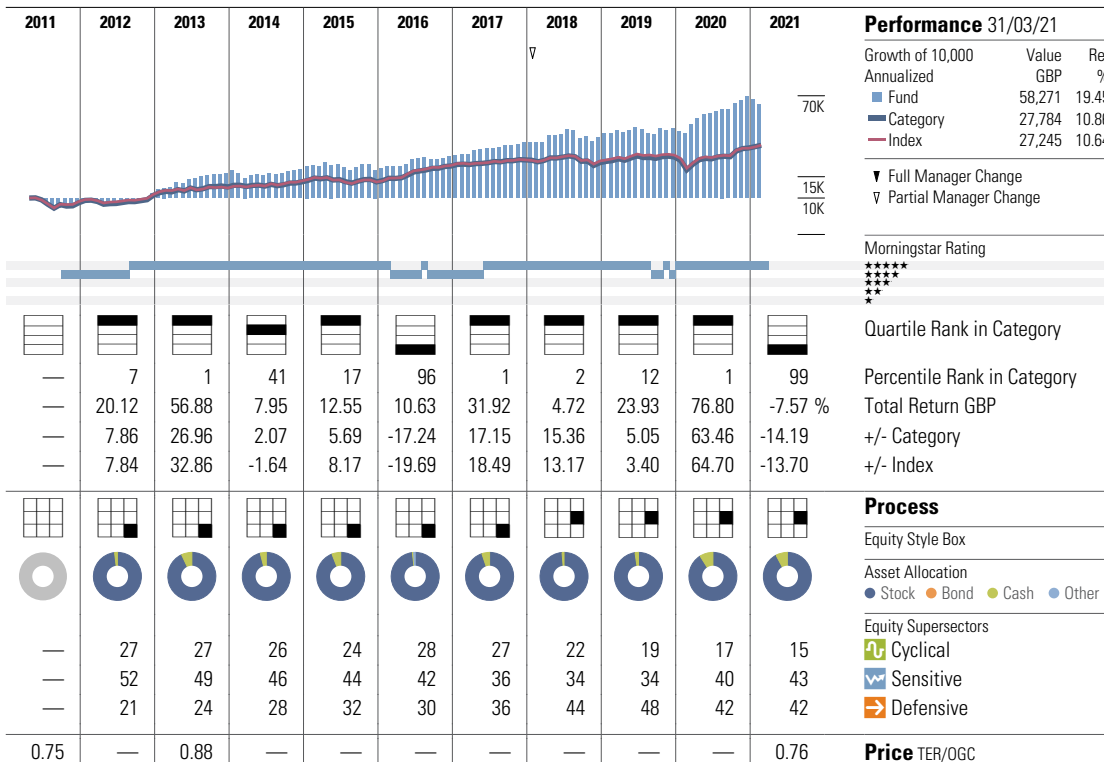 2011 2012 2013 2014 2015 2016 2017 2018 2019 2020 2021
Performance 31/03/21
Growth of 10,000 Value Re
Annualized GBP %
Fund 58,271 19.45
Category 27,784 10.80
Index 27,245 10.64
70K
15K
10K
▼ Full Manager Change
▽ Partial Manager Change
Morningstar Rating
★★★★★
★★★★
★★★
★★
★
Quartile Rank in Category
— 7 1 41 17 96 1 2 12 1 99 Percentile Rank in Category
— 20.12 56.88 7.95 12.55 10.63 31.92 4.72 23.93 76.80 -7.57 % Total Return GBP
— 7.86 26.96 2.07 5.69 -17.24 17.15 15.36 5.05 63.46 -14.19 +/- Category
— 7.84 32.86 -1.64 8.17 -19.69 18.49 13.17 3.40 64.70 -13.70 +/- Index
Process
Equity Style Box
Asset Allocation
Stock Bond Cash Other
Equity Supersectors
— 27 27 26 24 28 27 22 19 17 15 Cyclical
— 52 49 46 44 42 36 34 34 40 43 Sensitive
— 21 24 28 32 30 36 44 48 42 42 Defensive
0.75 — 0.88 — — — — — — — 0.76 Price TER/OGC